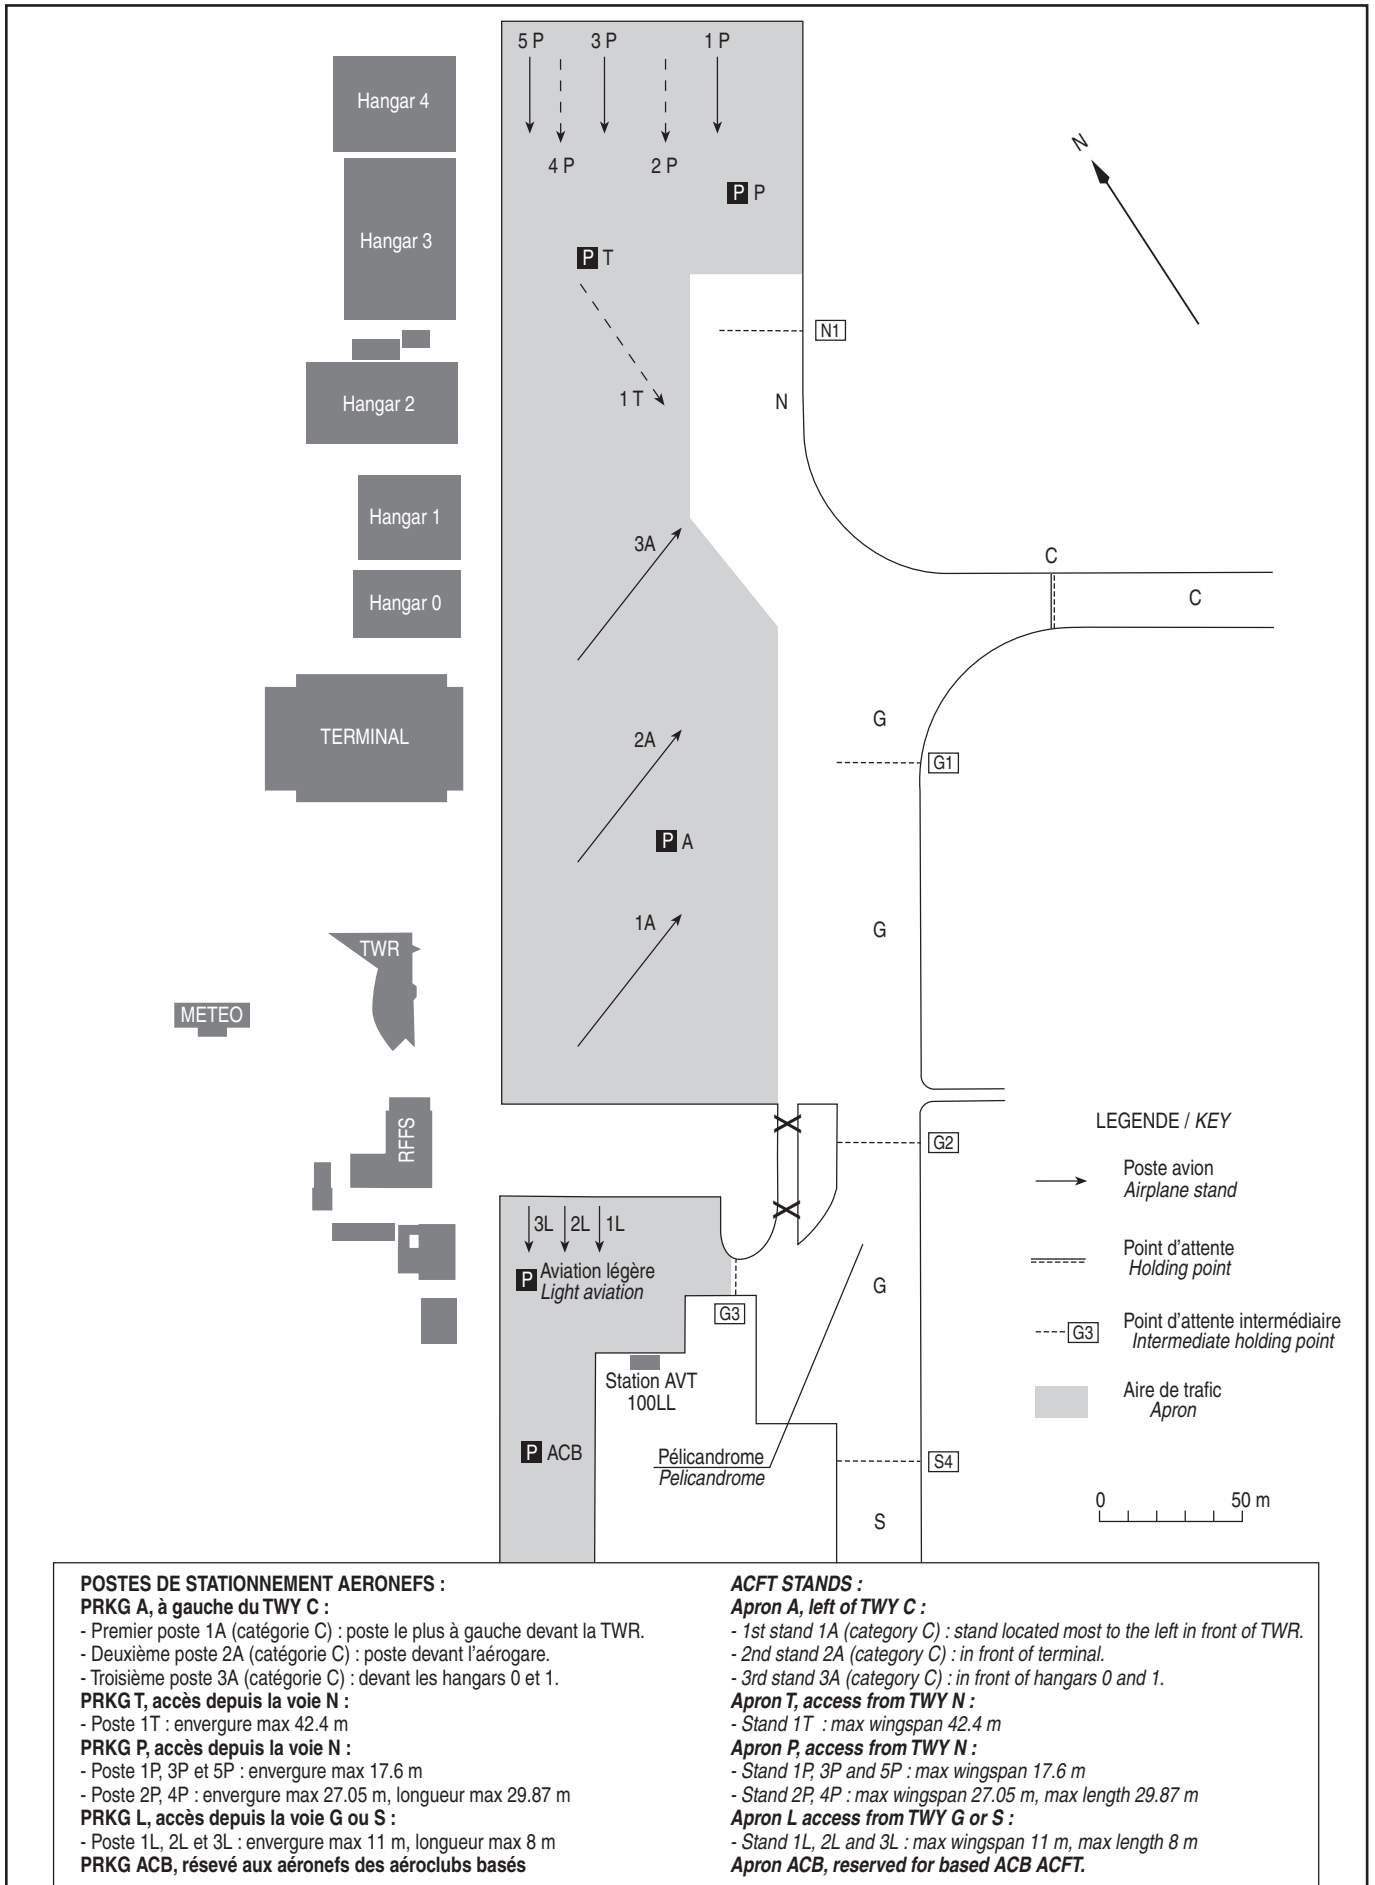 5 P
3 P
1 P
4 P
2 P
P P
Hangar 4
Hangar 3
Hangar 2
Hangar 1
Hangar 0
TERMINAL
TWR
METEO
RFFS
N
P T
1 T
N1
N
3A
C
C
G
G1
2A
P A
G
1A
G2
3L
2L
1L
P Aviation légère
Light aviation
G3
G
Station AVT
100LL
P ACB
Pélicandrome
Pelicandrome
S4
S
LEGENDE / KEY
Poste avion
Airplane stand
Point d'attente
Holding point
G3
Point d'attente intermédiaire
Intermediate holding point
Aire de trafic
Apron
0 50 m
POSTES DE STATIONNEMENT AERONEFS :
PRKG A, à gauche du TWY C :
- Premier poste 1A (catégorie C) : poste le plus à gauche devant la TWR.
- Deuxième poste 2A (catégorie C) : poste devant l'aérogare.
- Troisième poste 3A (catégorie C) : devant les hangars 0 et 1.
PRKG T, accès depuis la voie N :
- Poste 1T : envergure max 42.4 m
PRKG P, accès depuis la voie N :
- Poste 1P, 3P et 5P : envergure max 17.6 m
- Poste 2P, 4P : envergure max 27.05 m, longueur max 29.87 m
PRKG L, accès depuis la voie G ou S :
- Poste 1L, 2L et 3L : envergure max 11 m, longueur max 8 m
PRKG ACB, résevé aux aéronefs des aéroclubs basés
ACFT STANDS :
Apron A, left of TWY C :
- 1st stand 1A (category C) : stand located most to the left in front of TWR.
- 2nd stand 2A (category C) : in front of terminal.
- 3rd stand 3A (category C) : in front of hangars 0 and 1.
Apron T, access from TWY N :
- Stand 1T : max wingspan 42.4 m
Apron P, access from TWY N :
- Stand 1P, 3P and 5P : max wingspan 17.6 m
- Stand 2P, 4P : max wingspan 27.05 m, max length 29.87 m
Apron L access from TWY G or S :
- Stand 1L, 2L and 3L : max wingspan 11 m, max length 8 m
Apron ACB, reserved for based ACB ACFT.